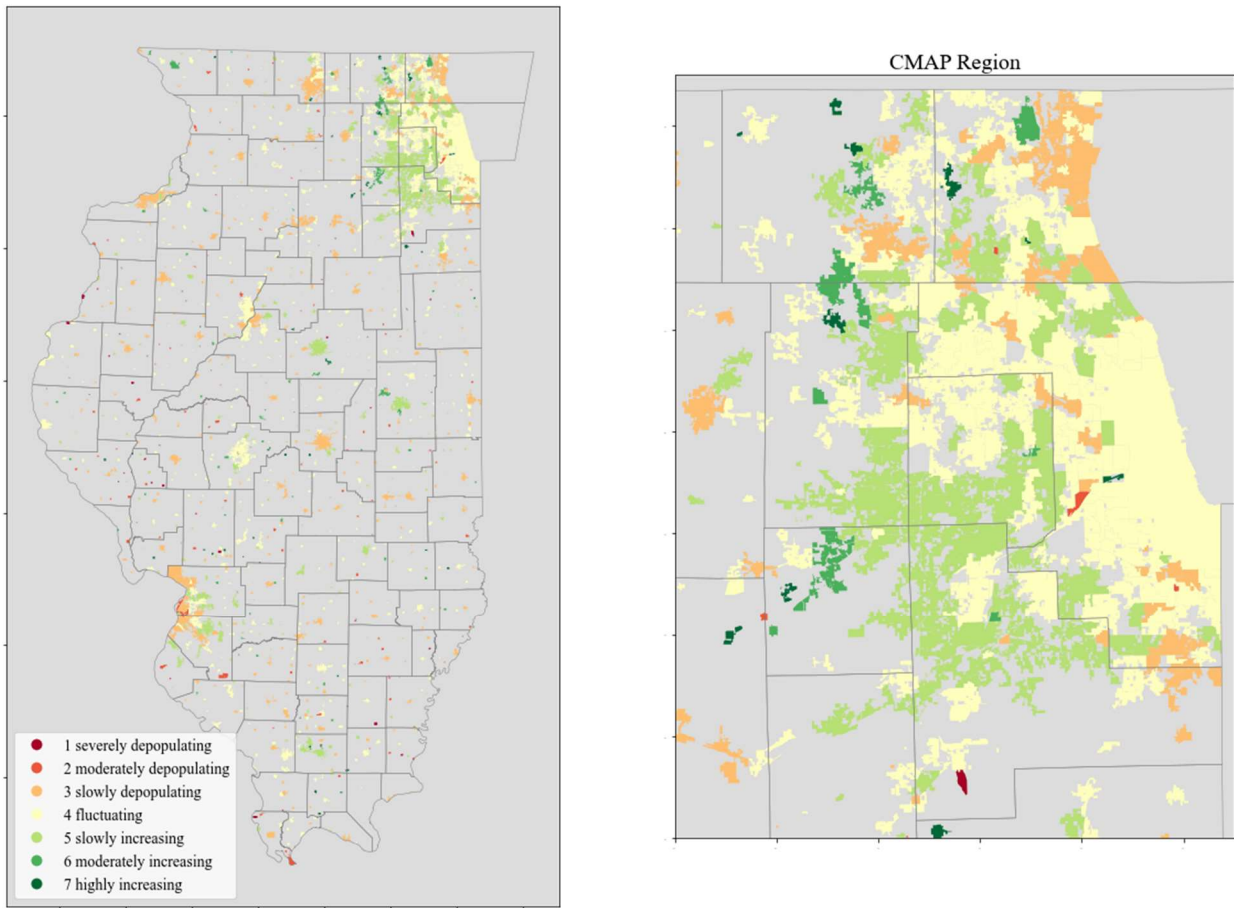 CMAP Region
1 severely depopulating
2 moderately depopulating
3 slowly depopulating
4 fluctuating
5 slowly increasing
6 moderately increasing
7 highly increasing